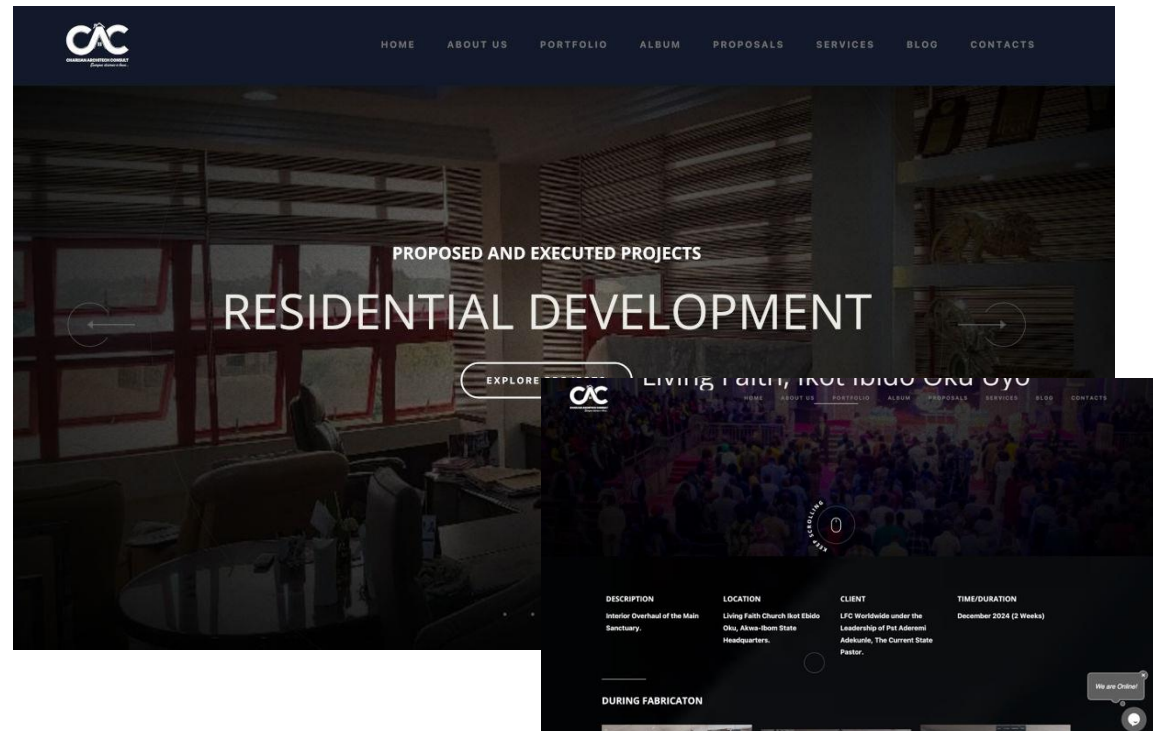 CAC
CHARDAN ARCHITECH CONSULT
HOME ABOUT US PORTFOLIO ALBUM PROPOSALS SERVICES BLOG CONTACTS
PROPOSED AND EXECUTED PROJECTS
RESIDENTIAL DEVELOPMENT
EXPLORE
Living Faith, Ikot Ibido Oku Uyo
CAC
HOME ABOUT US PORTFOLIO ALBUM PROPOSALS SERVICES BLOG CONTACTS
KEEP SCROLLING
DESCRIPTION
Interior Overhaul of the Main
Sanctuary.
LOCATION
Living Faith Church Ikot Ebido
Oku, Akwa-Ibom State
Headquarters.
CLIENT
LFC Worldwide under the
Leadership of Pst Aderemi
Adekunle, The Current State
Pastor.
TIME/DURATION
December 2024 (2 Weeks)
We are Online!
DURING FABRICATON